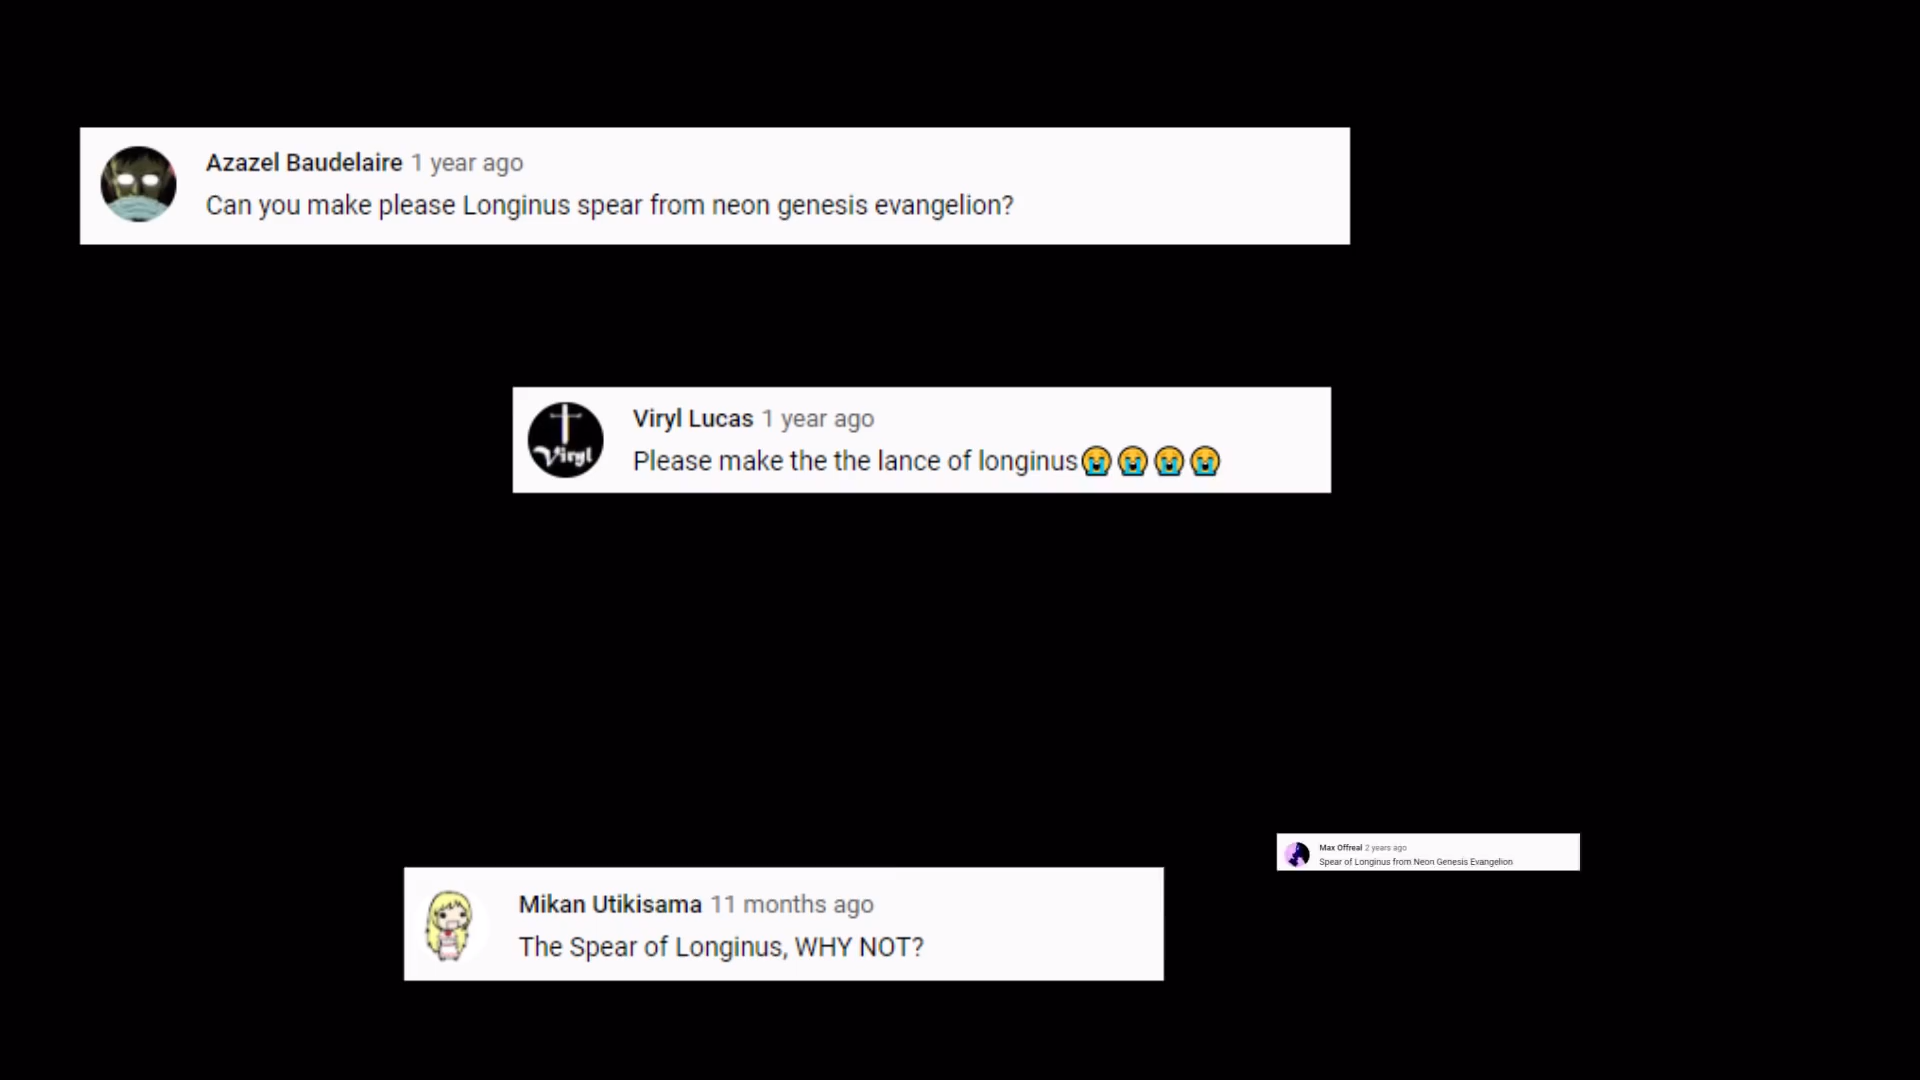 Azazel Baudelaire 1 year ago
Can you make please Longinus spear from neon genesis evangelion?
Viryl
Viryl Lucas 1 year ago
Please make the the lance of longinus😭😭😭😭
Max Offreal 2 years ago
Spear of Longinus from Neon Genesis Evangelion
Mikan Utikisama 11 months ago
The Spear of Longinus, WHY NOT?